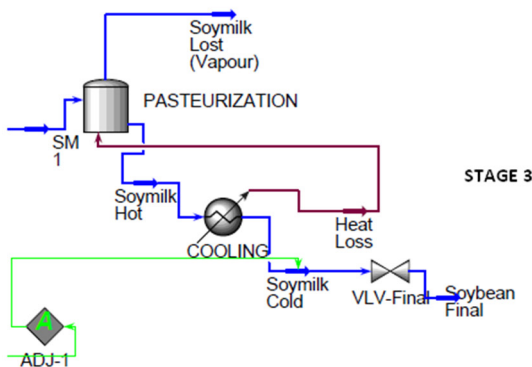 Soymilk
Lost
(Vapour)
PASTEURIZATION
SM
1
STAGE 3
Soymilk
Hot
Heat
Loss
COOLING
Soymilk
Cold
VLV-Final
Soybean
Final
A
ADJ-1